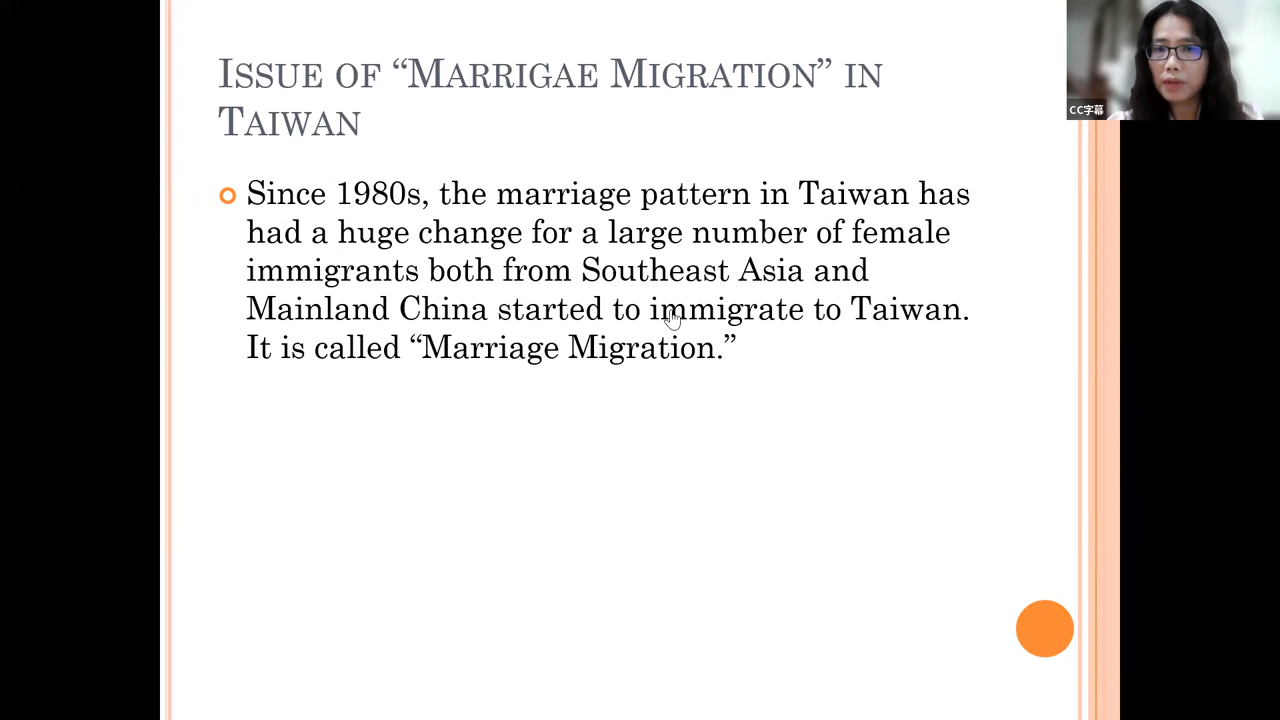 ISSUE OF “MARRIGAE MIGRATION” IN
TAIWAN
Since 1980s, the marriage pattern in Taiwan has
had a huge change for a large number of female
immigrants both from Southeast Asia and
Mainland China started to immigrate to Taiwan.
It is called “Marriage Migration.”
CC字幕